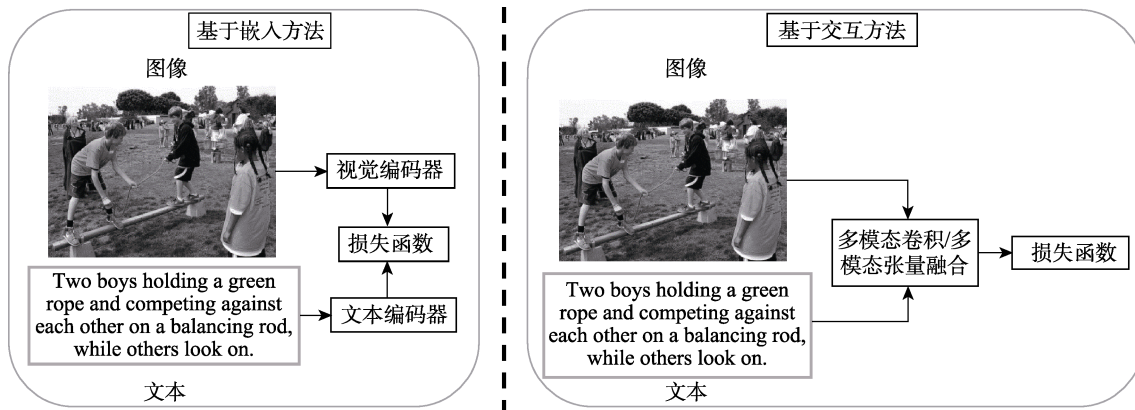 基于嵌入方法
图像
视觉编码器
损失函数
Two boys holding a green
rope and competing against
each other on a balancing rod,
while others look on.
文本编码器
文本
基于交互方法
图像
多模态卷积/多
模态张量融合
损失函数
Two boys holding a green
rope and competing against
each other on a balancing rod,
while others look on.
文本